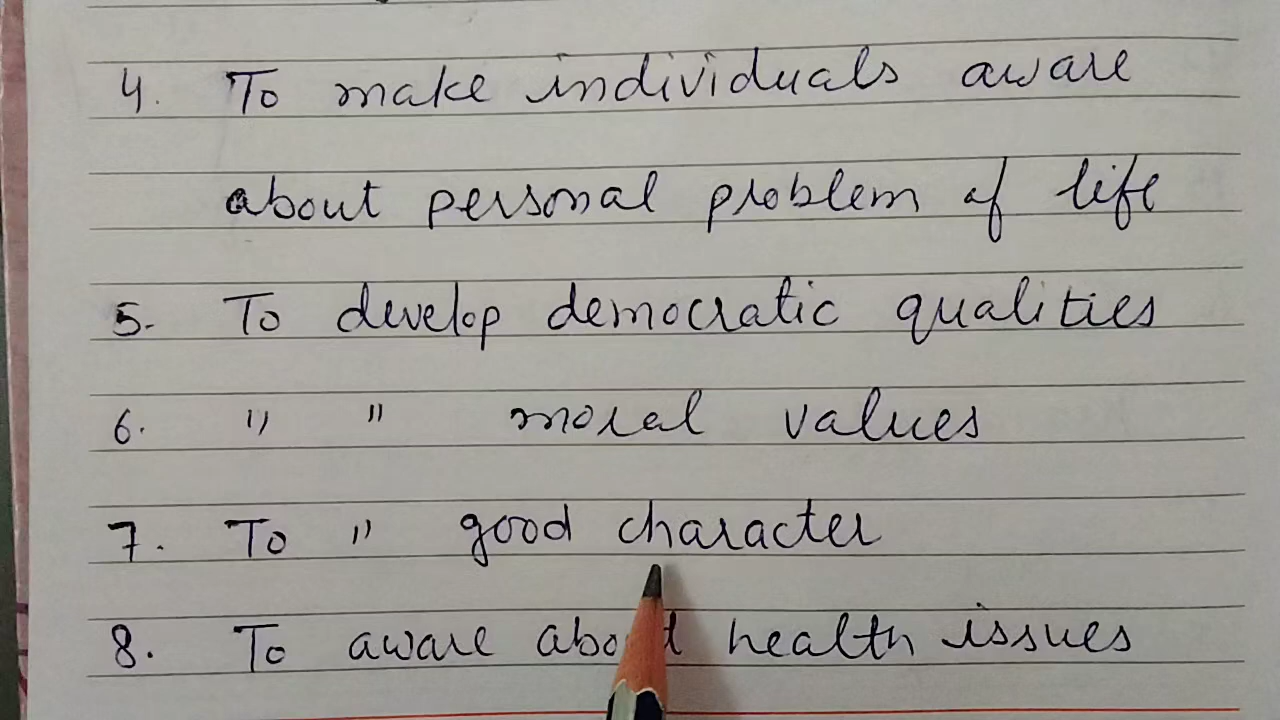 4. To make individuals aware
about personal problem of life
5. To develop democratic qualities
6. " " moral values
7. To " good character
8. To aware about health issues